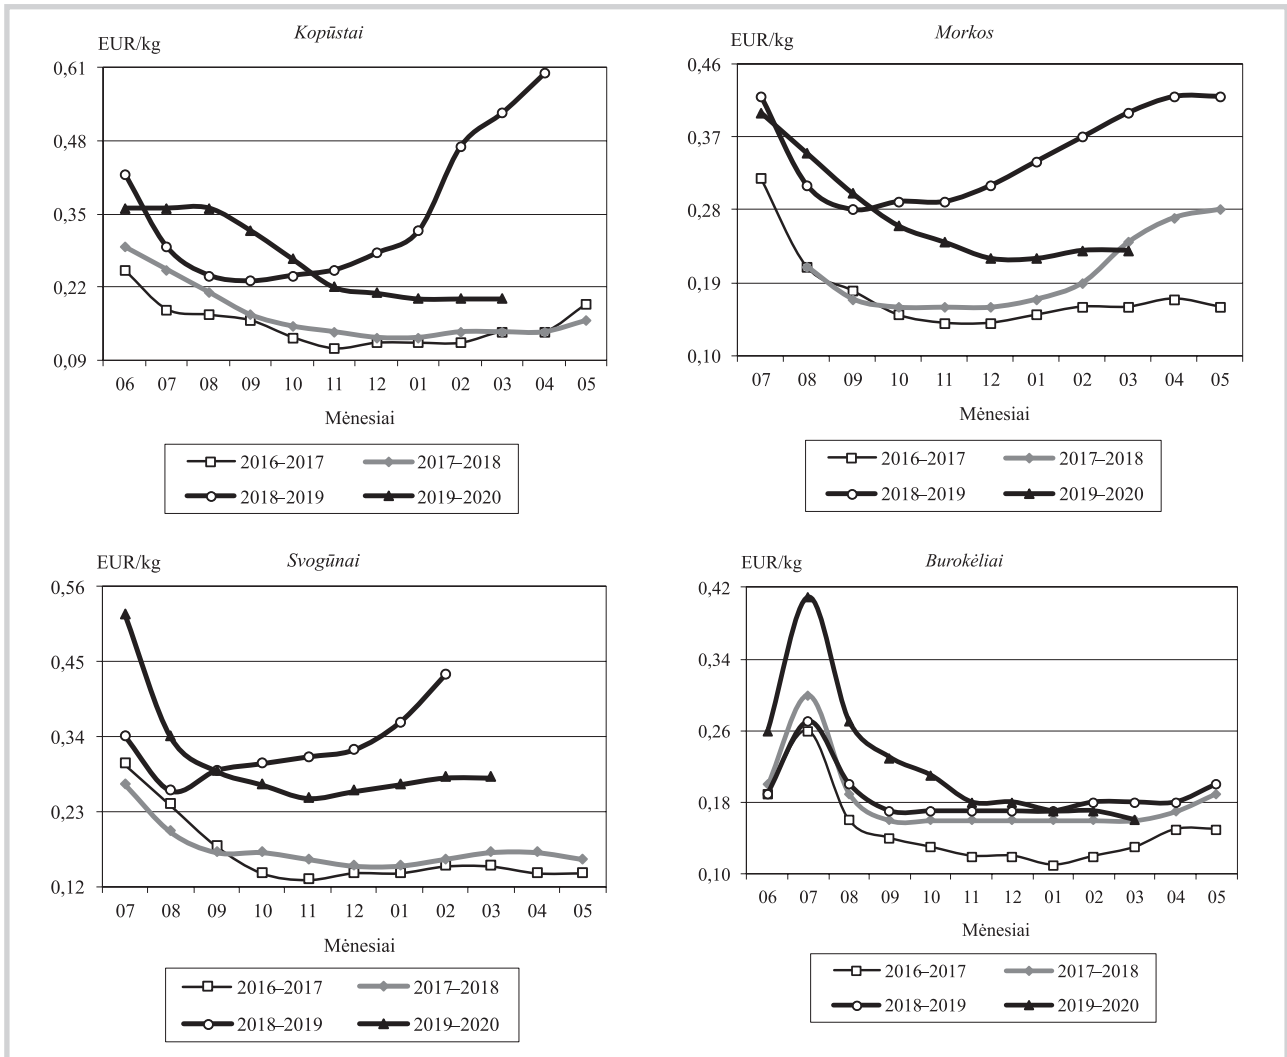 Kopūstai
EUR/kg
0,61
0,48
0,35
0,22
0,09
06 07 08 09 10 11 12 01 02 03 04 05
Mėnesiai
2016–2017 2017–2018
2018–2019 2019–2020
Morkos
EUR/kg
0,46
0,37
0,28
0,19
0,10
07 08 09 10 11 12 01 02 03 04 05
Mėnesiai
2016–2017 2017–2018
2018–2019 2019–2020
Svogūnai
EUR/kg
0,56
0,45
0,34
0,23
0,12
07 08 09 10 11 12 01 02 03 04 05
Mėnesiai
2016–2017 2017–2018
2018–2019 2019–2020
Burokėliai
EUR/kg
0,42
0,34
0,26
0,18
0,10
06 07 08 09 10 11 12 01 02 03 04 05
Mėnesiai
2016–2017 2017–2018
2018–2019 2019–2020